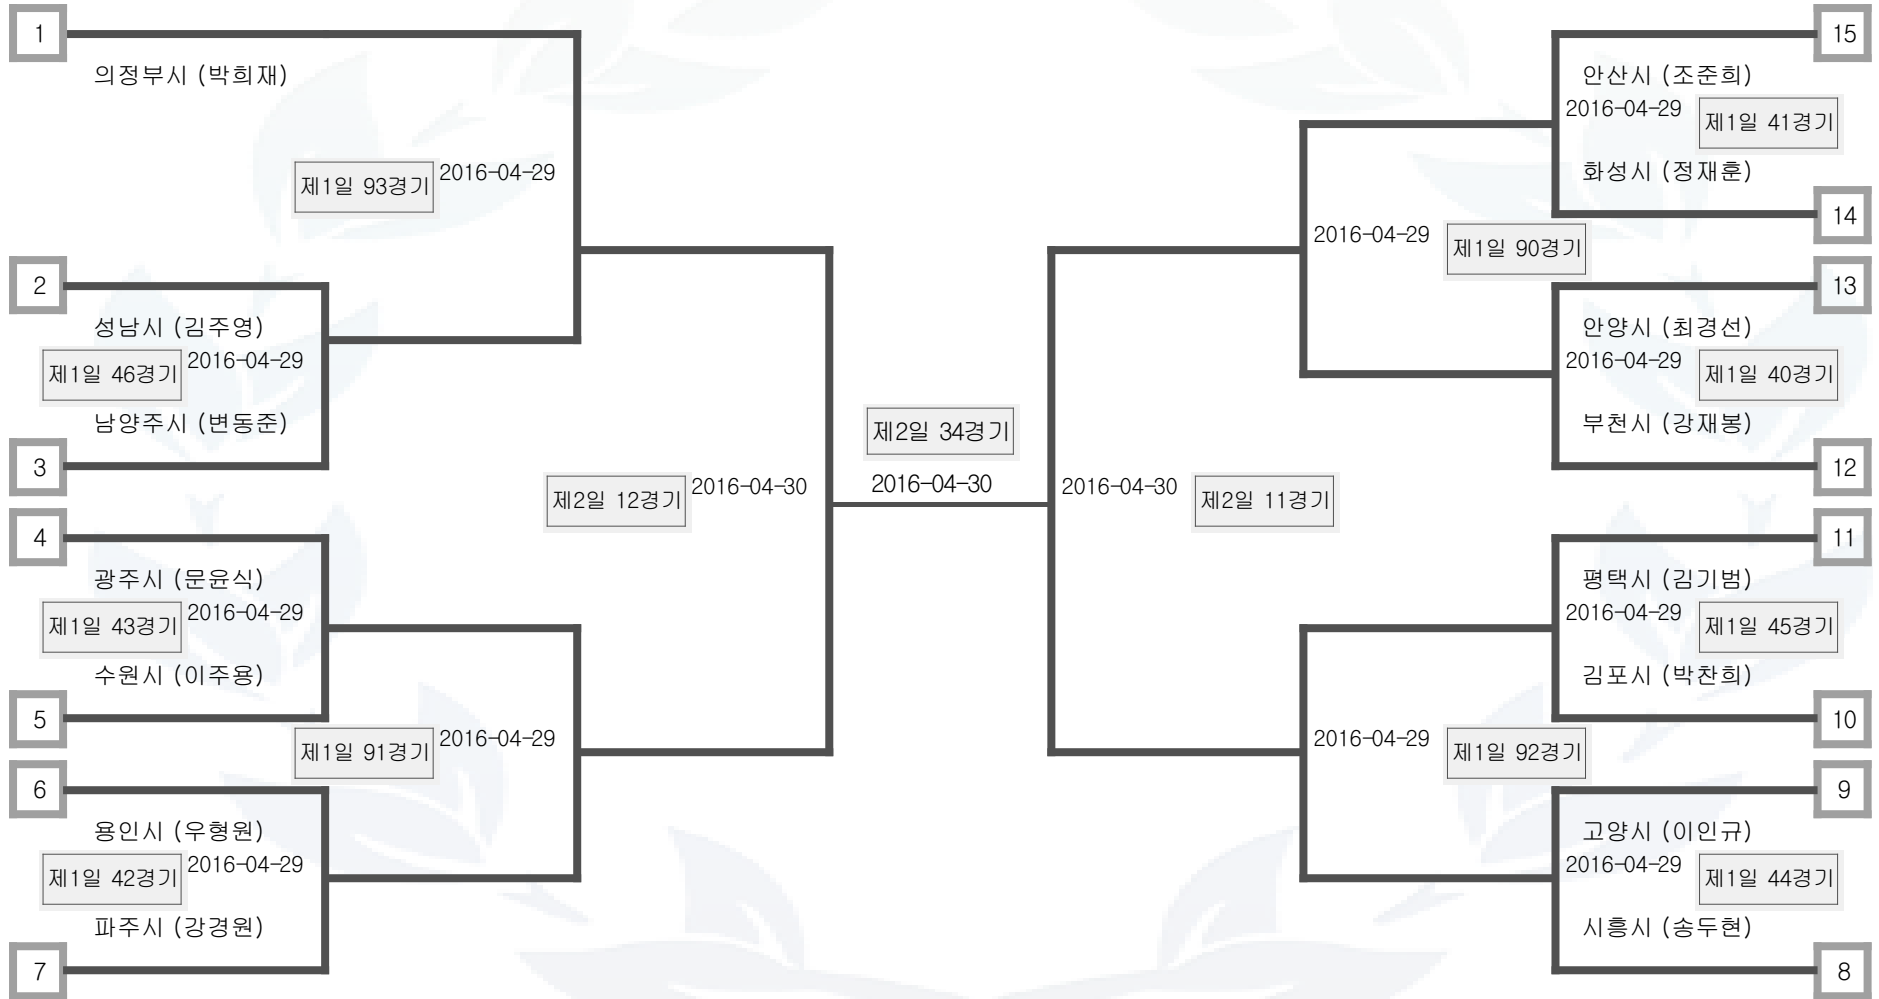 1
의정부시 (박희재)
제1일 93경기
2016-04-29
2
성남시 (김주영)
제1일 46경기
2016-04-29
남양주시 (변동준)
3
4
광주시 (문윤식)
제1일 43경기
2016-04-29
수원시 (이주용)
5
제1일 91경기
2016-04-29
6
용인시 (우형원)
제1일 42경기
2016-04-29
파주시 (강경원)
7
제2일 12경기
2016-04-30
제2일 34경기
2016-04-30
2016-04-30
제2일 11경기
15
안산시 (조준희)
2016-04-29
제1일 41경기
화성시 (정재훈)
14
2016-04-29
제1일 90경기
13
안양시 (최경선)
2016-04-29
제1일 40경기
부천시 (강재봉)
12
11
평택시 (김기범)
2016-04-29
제1일 45경기
김포시 (박찬희)
10
2016-04-29
제1일 92경기
9
고양시 (이인규)
2016-04-29
제1일 44경기
시흥시 (송두현)
8